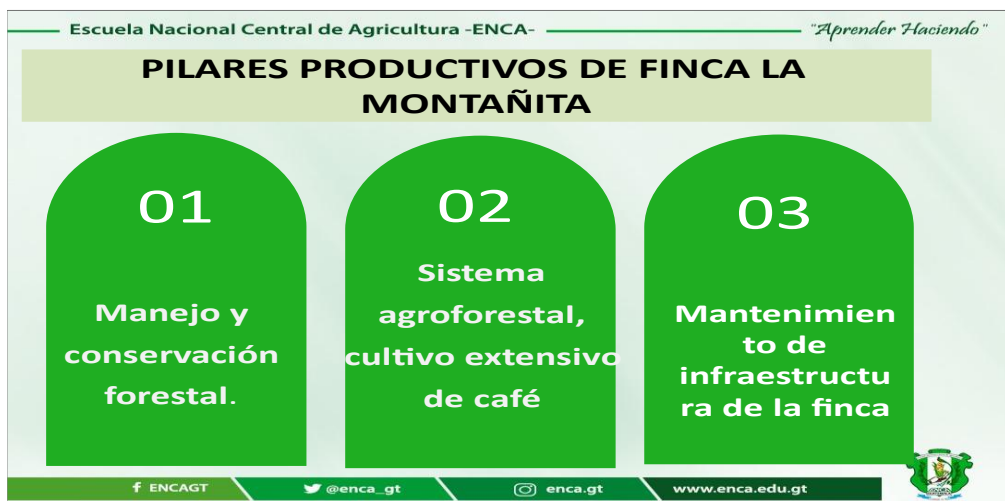 Escuela Nacional Central de Agricultura -ENCA-
"Aprender Haciendo"
PILARES PRODUCTIVOS DE FINCA LA
MONTAÑITA
01
Manejo y
conservación
forestal.
02
Sistema
agroforestal,
cultivo extensivo
de café
03
Mantenimien
to de
infraestructu
ra de la finca
ENCAGT
@enca_gt
enca.gt
www.enca.edu.gt